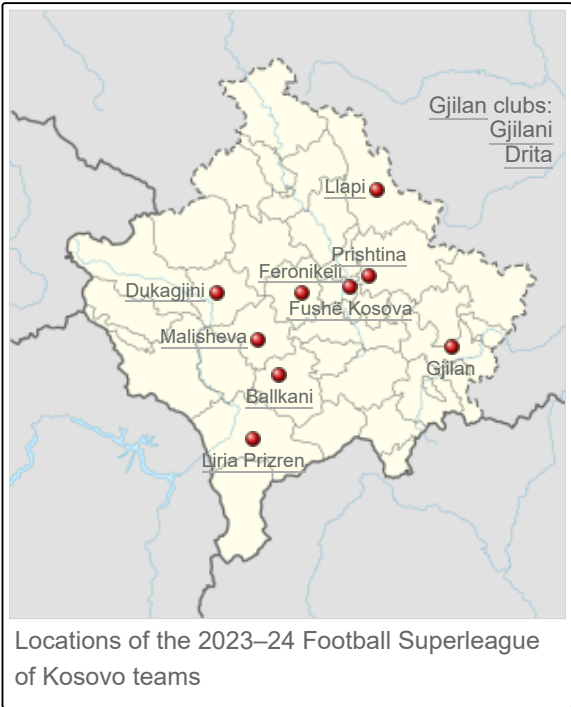 Gjilan clubs:
Gjilani
Drita
Llapi
Prishtina
Feronikeli
Dukagjini
Fushë Kosova
Malisheva
Gjilan
Ballkani
Liria Prizren
Locations of the 2023–24 Football Superleague
of Kosovo teams